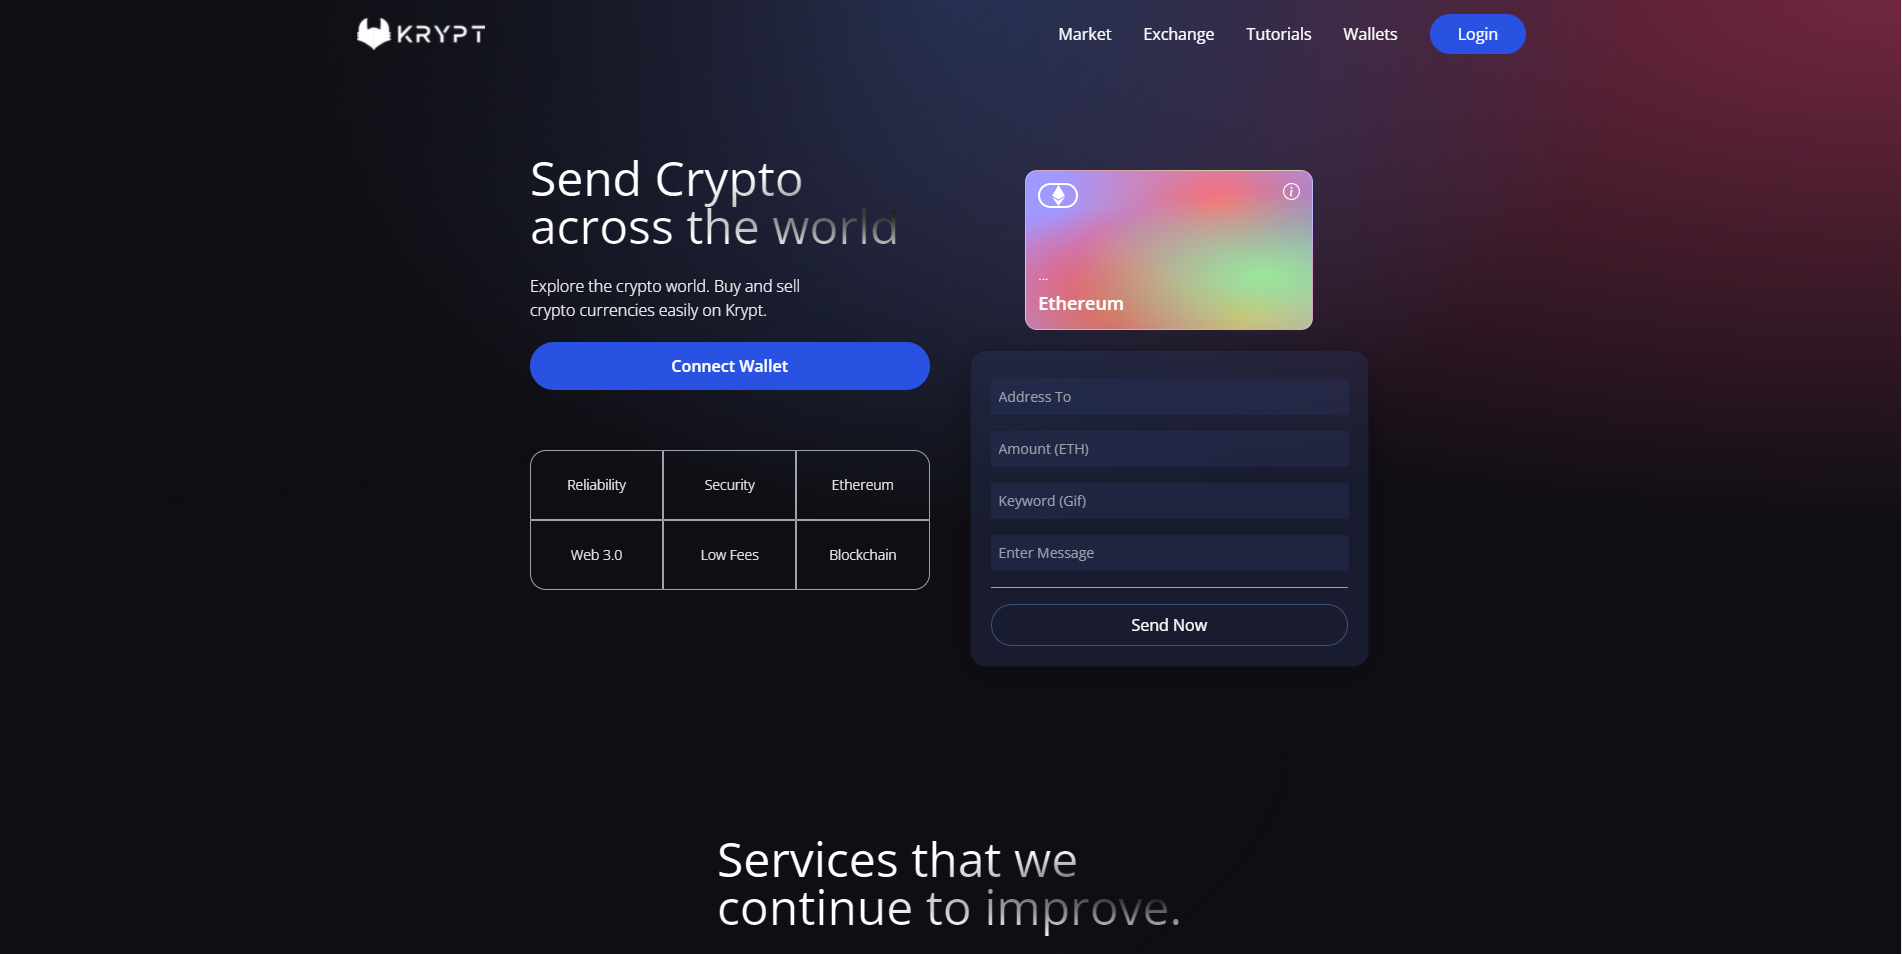 KRYPT
Market
Exchange
Tutorials
Wallets
Login
Send Crypto
across the world
Explore the crypto world. Buy and sell
crypto currencies easily on Krypt.
Connect Wallet
Reliability
Security
Ethereum
Web 3.0
Low Fees
Blockchain
...
Ethereum
Address To
Amount (ETH)
Keyword (Gif)
Enter Message
Send Now
Services that we
continue to improve.